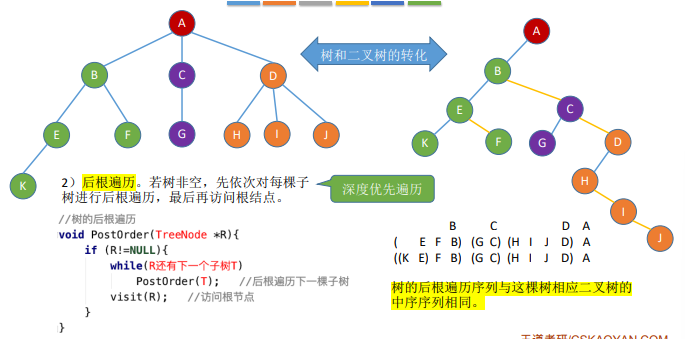 A
B
C
D
E
F
G
H
I
J
K
树和二叉树的转化
A
B
E
C
K
F
G
D
H
I
J
2）后根遍历。若树非空，先依次对每棵子
树进行后根遍历，最后再访问根结点。
深度优先遍历
//树的后根遍历
void PostOrder(TreeNode *R){
if (R!=NULL){
while(R还有下一个子树T)
PostOrder(T); //后根遍历下一棵子树
visit(R); //访问根节点
}
}
B C D A
( E F B) (G C) (H I J D) A
((K E) F B) (G C) (H I J D) A
树的后根遍历序列与这棵树相应二叉树的
中序序列相同。
王道考研/CSKAOYAN.COM